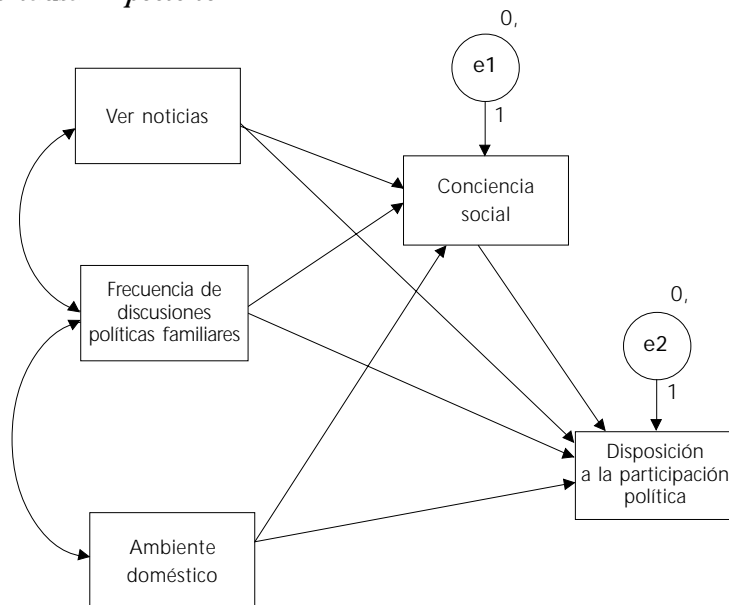 0,
e1
1
Ver noticias
Conciencia
social
Frecuencia de
discusiones
políticas familiares
0,
e2
1
Disposición
a la participación
política
Ambiente
doméstico